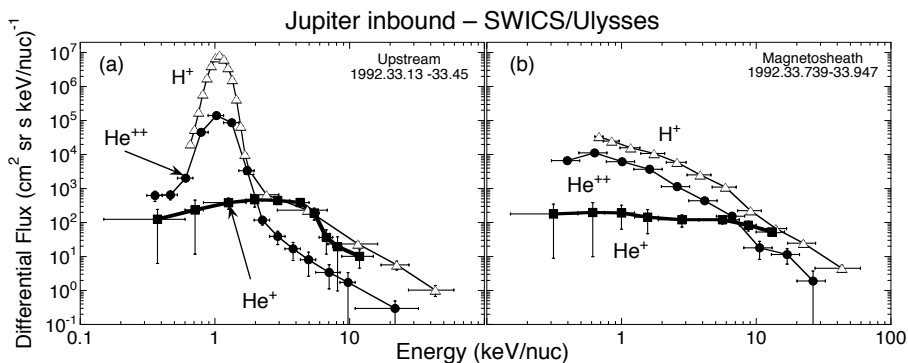 Jupiter inbound – SWICS/Ulysses
Differential Flux (cm² sr s keV/nuc)⁻¹
10⁷
10⁶
10⁵
10⁴
10³
10²
10¹
10⁰
10⁻¹
(a)
Upstream
1992.33.13 -33.45
H⁺
He⁺⁺
He⁺
0.1
1
10
(b)
Magnetosheath
1992.33.739-33.947
H⁺
He⁺⁺
He⁺
1
10
100
Energy (keV/nuc)